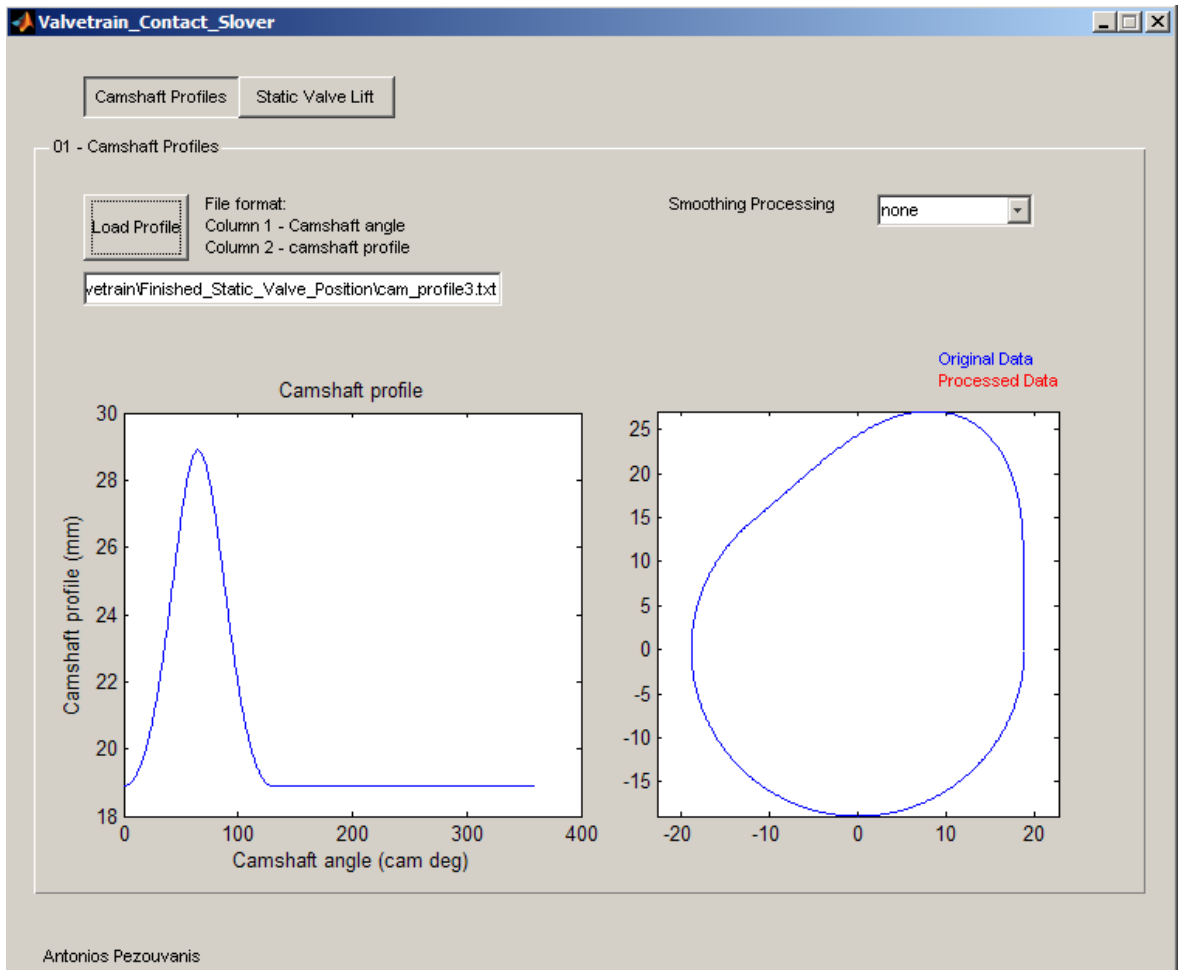 Valvetrain_Contact_Slover
Camshaft Profiles
Static Valve Lift
01 - Camshaft Profiles
Load Profile
File format:
Column 1 - Camshaft angle
Column 2 - camshaft profile
Smoothing Processing
none
vetrain\Finished_Static_Valve_Position\cam_profile3.txt
Original Data
Processed Data
Camshaft profile
30
28
26
24
22
20
18
Camshaft profile (mm)
0
100
200
300
400
Camshaft angle (cam deg)
25
20
15
10
5
0
-5
-10
-15
-20
-10
0
10
20
Antonios Pezouvanis